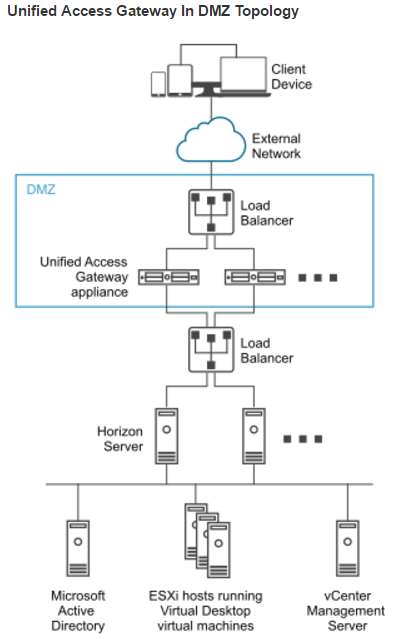 Unified Access Gateway In DMZ Topology
Client
Device
External
Network
DMZ
Load
Balancer
Unified Access
Gateway
appliance
Load
Balancer
Horizon
Server
Microsoft
Active
Directory
ESXi hosts running
Virtual Desktop
virtual machines
vCenter
Management
Server